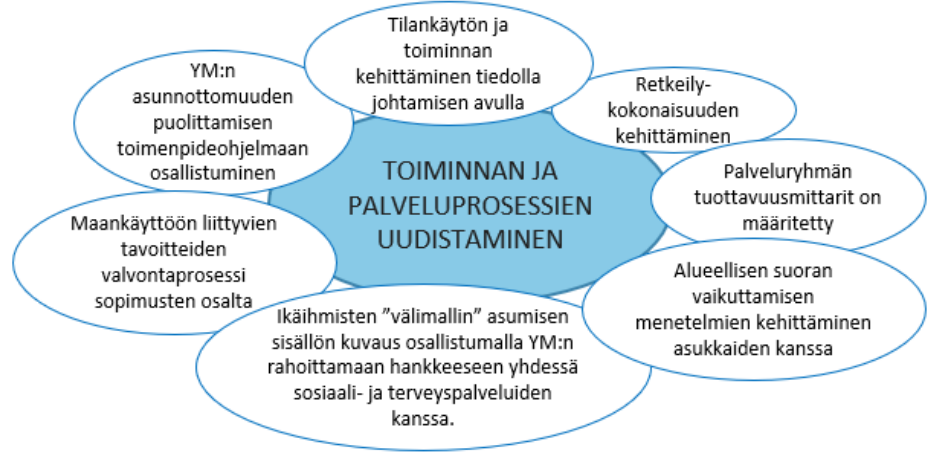 Tilankäytön ja
toiminnan
kehittäminen tiedolla
johtamisen avulla
YM:n
asunnottomuuden
puolittamisen
toimenpideohjelmaan
osallistuminen
Retkeily-
kokonaisuuden
kehittäminen
TOIMINNAN JA
PALVELUPROSESSIEN
UUDISTAMINEN
Palveluryhmän
tuottavuusmittarit on
määritetty
Maankäyttöön liittyvien
tavoitteiden
valvontaprosessi
sopimusten osalta
Alueellisen suoran
vaikuttamisen
menetelmien kehittäminen
asukkaiden kanssa
Ikäihmisten ”välimallin” asumisen
sisällön kuvaus osallistumalla YM:n
rahoittamaan hankkeeseen yhdessä
sosiaali- ja terveyspalveluiden
kanssa.